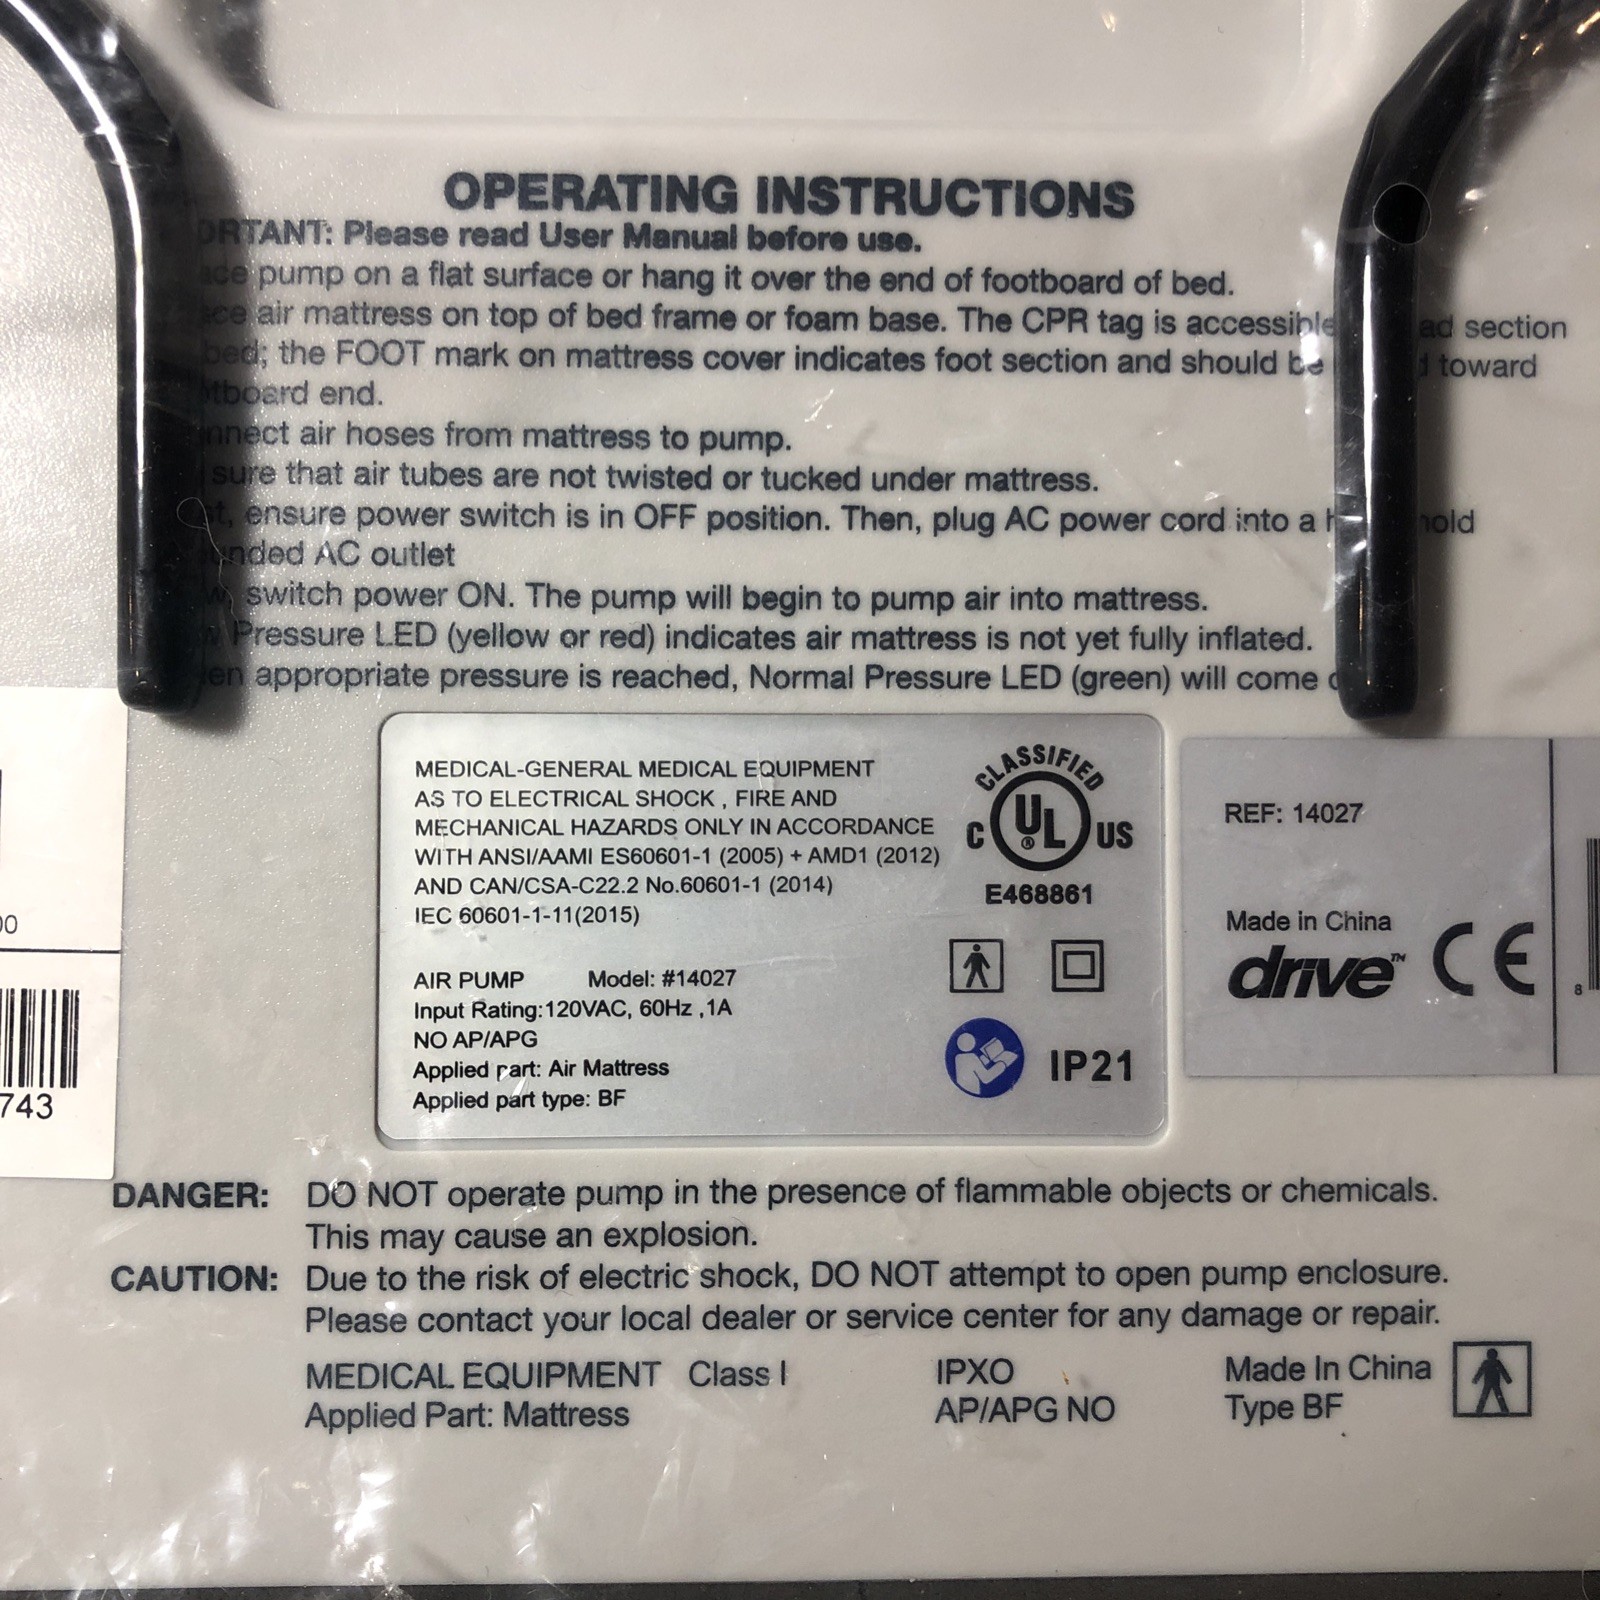 OPERATING INSTRUCTIONS
Please read User Manual before use.
pump on a flat surface or hang it over the end of footboard of bed.
air mattress on top of bed frame or foam base. The CPR tag is accessible section
bed; the FOOT mark on mattress cover indicates foot section and should be toward
end.
air hoses from mattress to pump.
sure that air tubes are not twisted or tucked under mattress.
ensure power switch is in OFF position. Then, plug AC power cord into a
AC outlet
switch power ON. The pump will begin to pump air into mattress.
Pressure LED (yellow or red) indicates air mattress is not yet fully inflated.
appropriate pressure is reached, Normal Pressure LED (green) will come
MEDICAL-GENERAL MEDICAL EQUIPMENT
AS TO ELECTRICAL SHOCK , FIRE AND
MECHANICAL HAZARDS ONLY IN ACCORDANCE
WITH ANSI/AAMI ES60601-1 (2005) + AMD1 (2012)
AND CAN/CSA-C22.2 No.60601-1 (2014)
IEC 60601-1-11(2015)
AIR PUMP Model: #14027
Input Rating:120VAC, 60Hz ,1A
NO AP/APG
Applied part: Air Mattress
Applied part type: BF
CLASSIFIED
C UL® US
E468861
IP21
REF: 14027
Made in China
drive™ CE
8
00
743
DANGER: DO NOT operate pump in the presence of flammable objects or chemicals.
This may cause an explosion.
CAUTION: Due to the risk of electric shock, DO NOT attempt to open pump enclosure.
Please contact your local dealer or service center for any damage or repair.
MEDICAL EQUIPMENT Class I IPXO Made In China
Applied Part: Mattress AP/APG NO Type BF